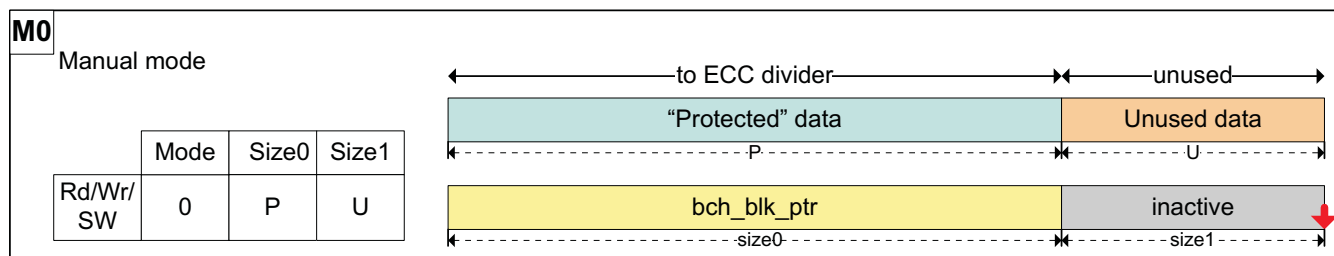 M0
Manual mode
to ECC divider
unused
“Protected” data
Unused data
P
U
Mode Size0 Size1
Rd/Wr/
SW
0 P U
bch_blk_ptr
inactive
size0
size1